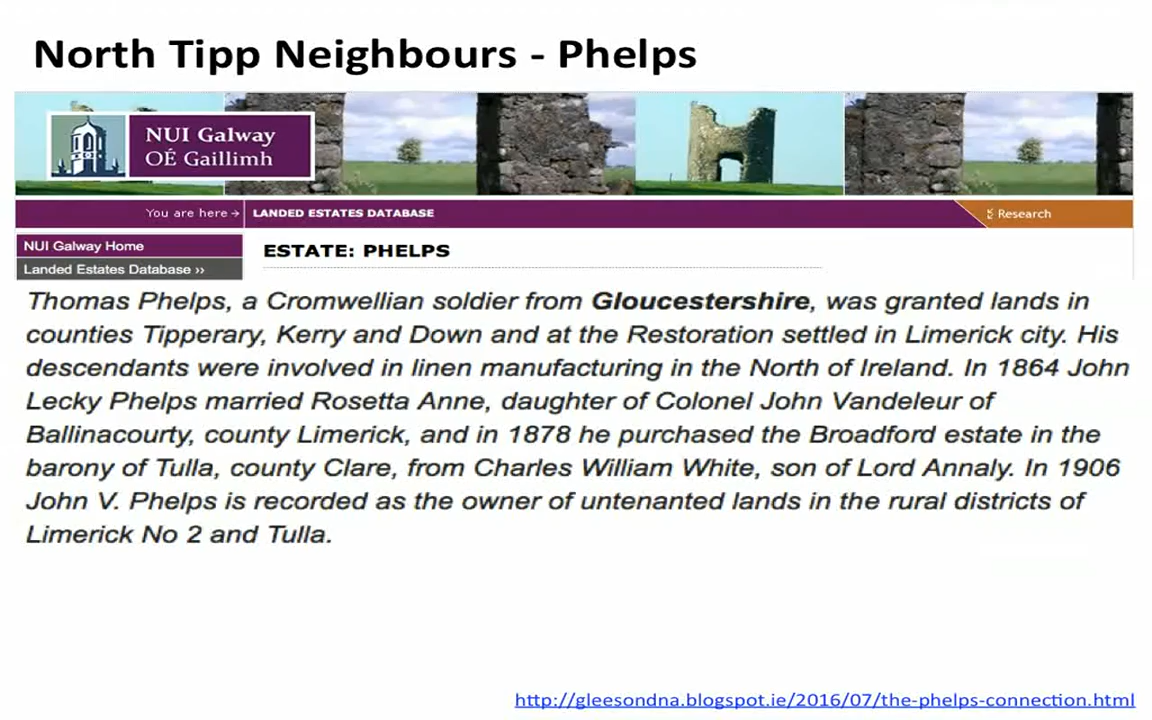 North Tipp Neighbours - Phelps
NUI Galway
OÉ Gaillimh
You are here → LANDED ESTATES DATABASE
Research
NUI Galway Home
Landed Estates Database ››
ESTATE: PHELPS
Thomas Phelps, a Cromwellian soldier from Gloucestershire, was granted lands in
counties Tipperary, Kerry and Down and at the Restoration settled in Limerick city. His
descendants were involved in linen manufacturing in the North of Ireland. In 1864 John
Lecky Phelps married Rosetta Anne, daughter of Colonel John Vandeleur of
Ballinacourty, county Limerick, and in 1878 he purchased the Broadford estate in the
barony of Tulla, county Clare, from Charles William White, son of Lord Annaly. In 1906
John V. Phelps is recorded as the owner of untenanted lands in the rural districts of
Limerick No 2 and Tulla.
http://gleesondna.blogspot.ie/2016/07/the-phelps-connection.html